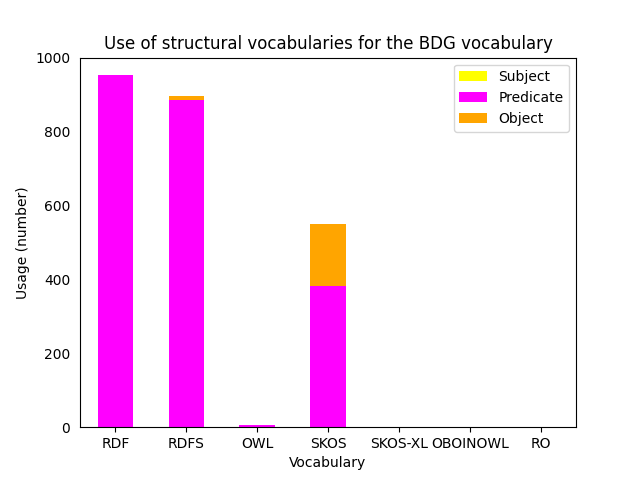 Use of structural vocabularies for the BDG vocabulary
1000
800
600
400
200
0
Usage (number)
Subject
Predicate
Object
RDF RDFS OWL SKOS SKOS-XL OBOINOWL RO
Vocabulary